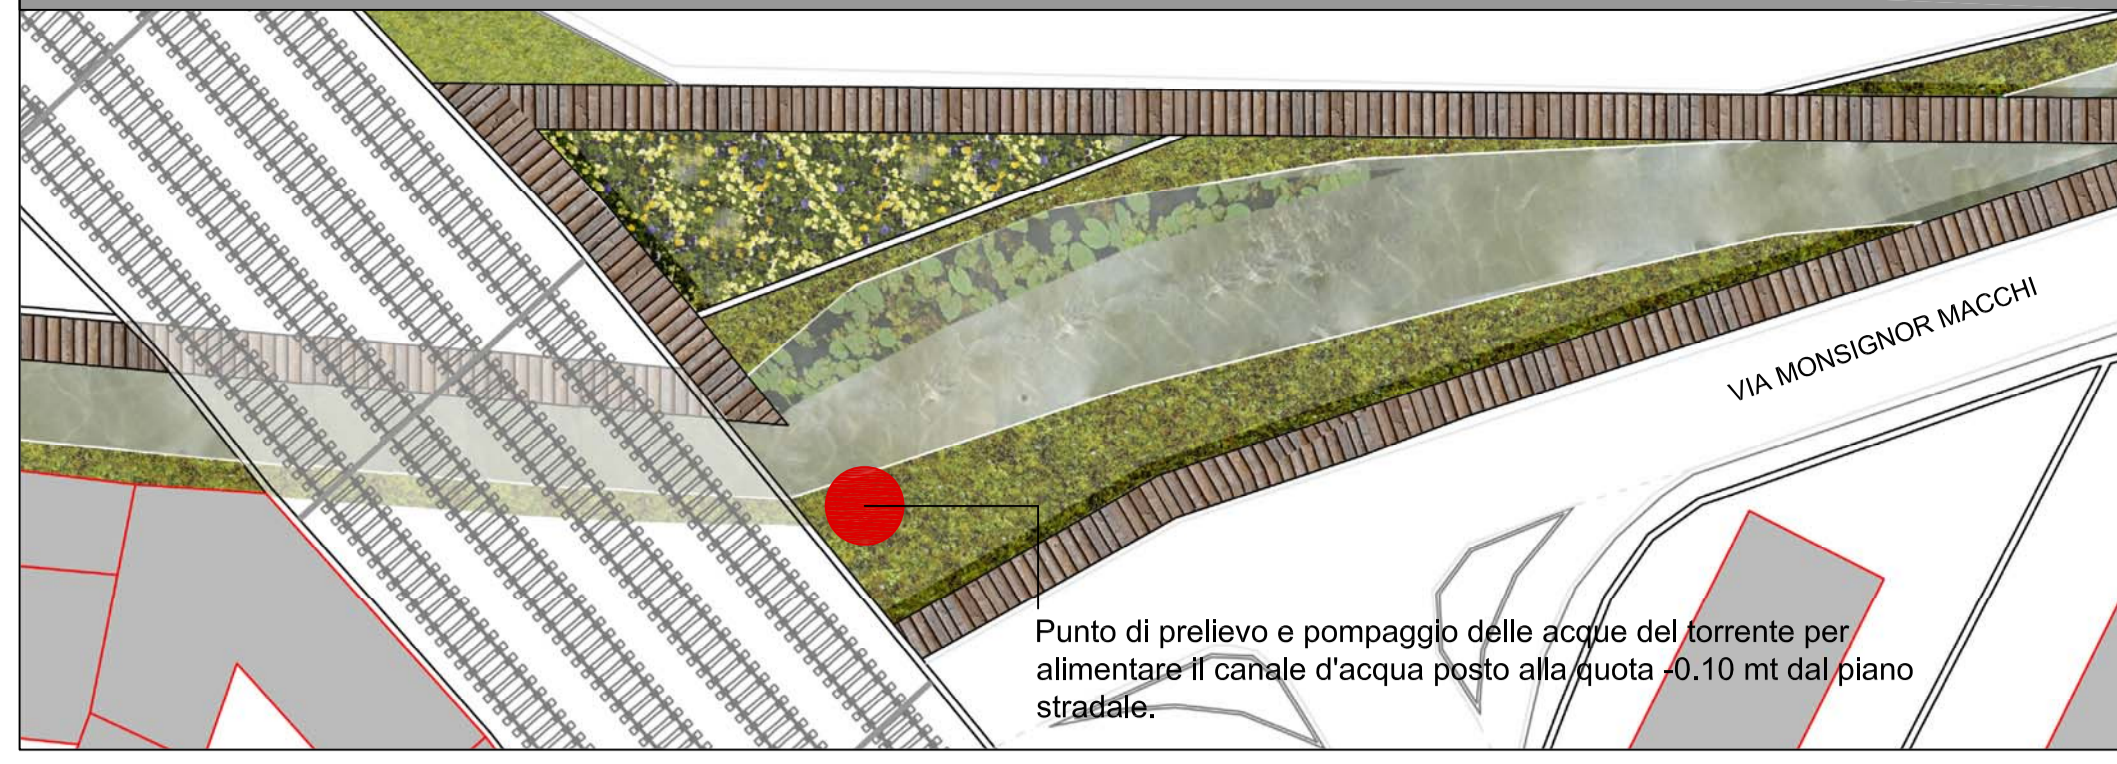 VIA MONSIGNOR MACCHI
Punto di prelievo e pompaggio delle acque del torrente per
alimentare il canale d'acqua posto alla quota -0.10 mt dal piano
stradale.